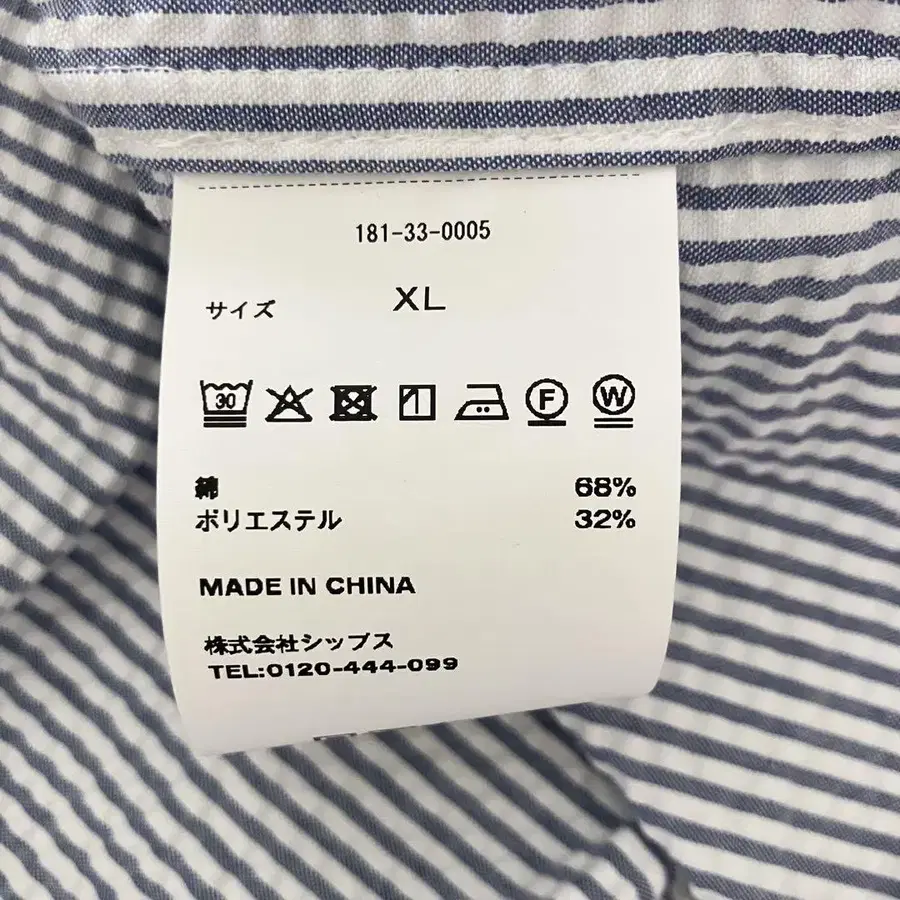 181-33-0005
サイズ XL
30 F W
綿 68%
ポリエステル 32%
MADE IN CHINA
株式会社シップス
TEL:0120-444-099